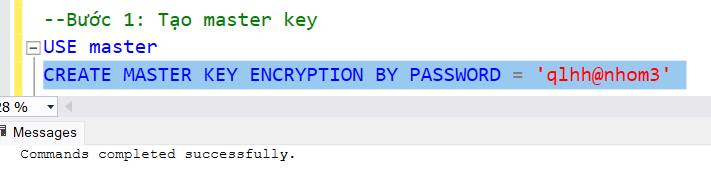 --Bước 1: Tạo master key
USE master
CREATE MASTER KEY ENCRYPTION BY PASSWORD = 'qlhh@nhom3'
28 %
Messages
Commands completed successfully.